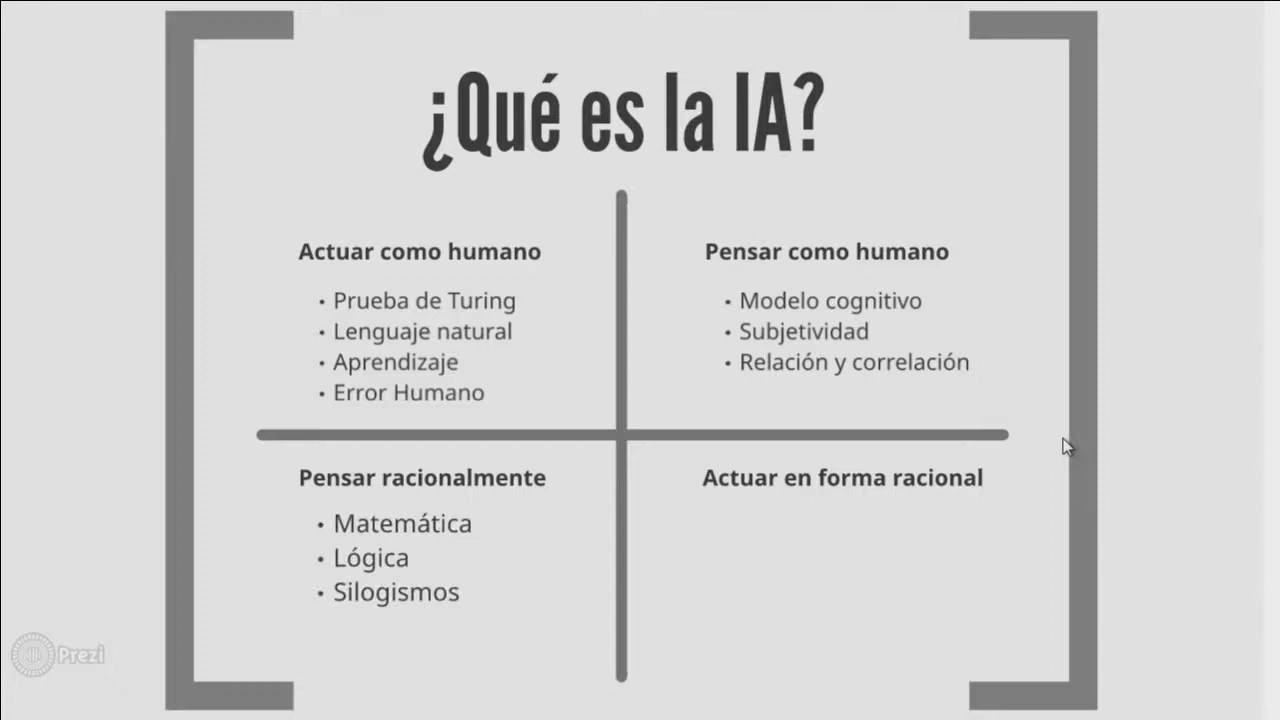 ¿Qué es la IA?
Actuar como humano
• Prueba de Turing
• Lenguaje natural
• Aprendizaje
• Error Humano
Pensar como humano
• Modelo cognitivo
• Subjetividad
• Relación y correlación
Pensar racionalmente
• Matemática
• Lógica
• Silogismos
Actuar en forma racional
Prezi